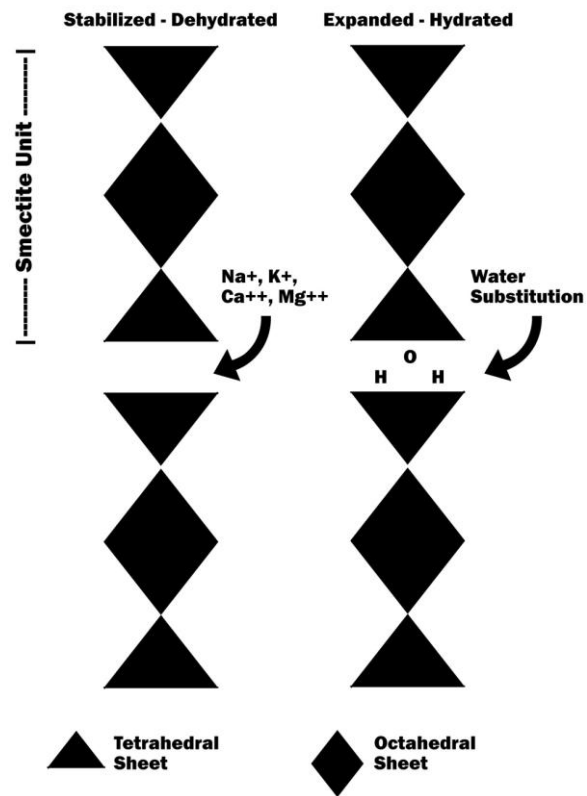 Stabilized - Dehydrated
Expanded - Hydrated
|------- Smectite Unit -------|
Na+, K+,
Ca++, Mg++
Water
Substitution
O
H H
Tetrahedral
Sheet
Octahedral
Sheet